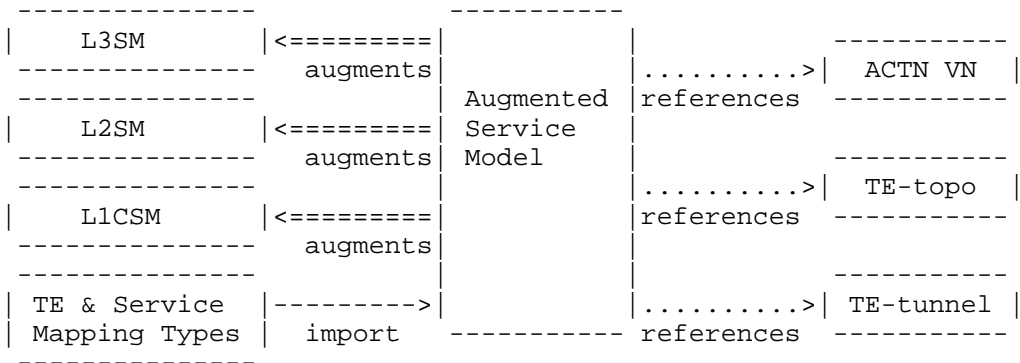 L3SM <=========
augments ..........> ACTN VN
Augmented references
L2SM <========= Service
augments Model
..........> TE-topo
L1CSM <========= references
augments
TE & Service ---------> ..........> TE-tunnel
Mapping Types import references